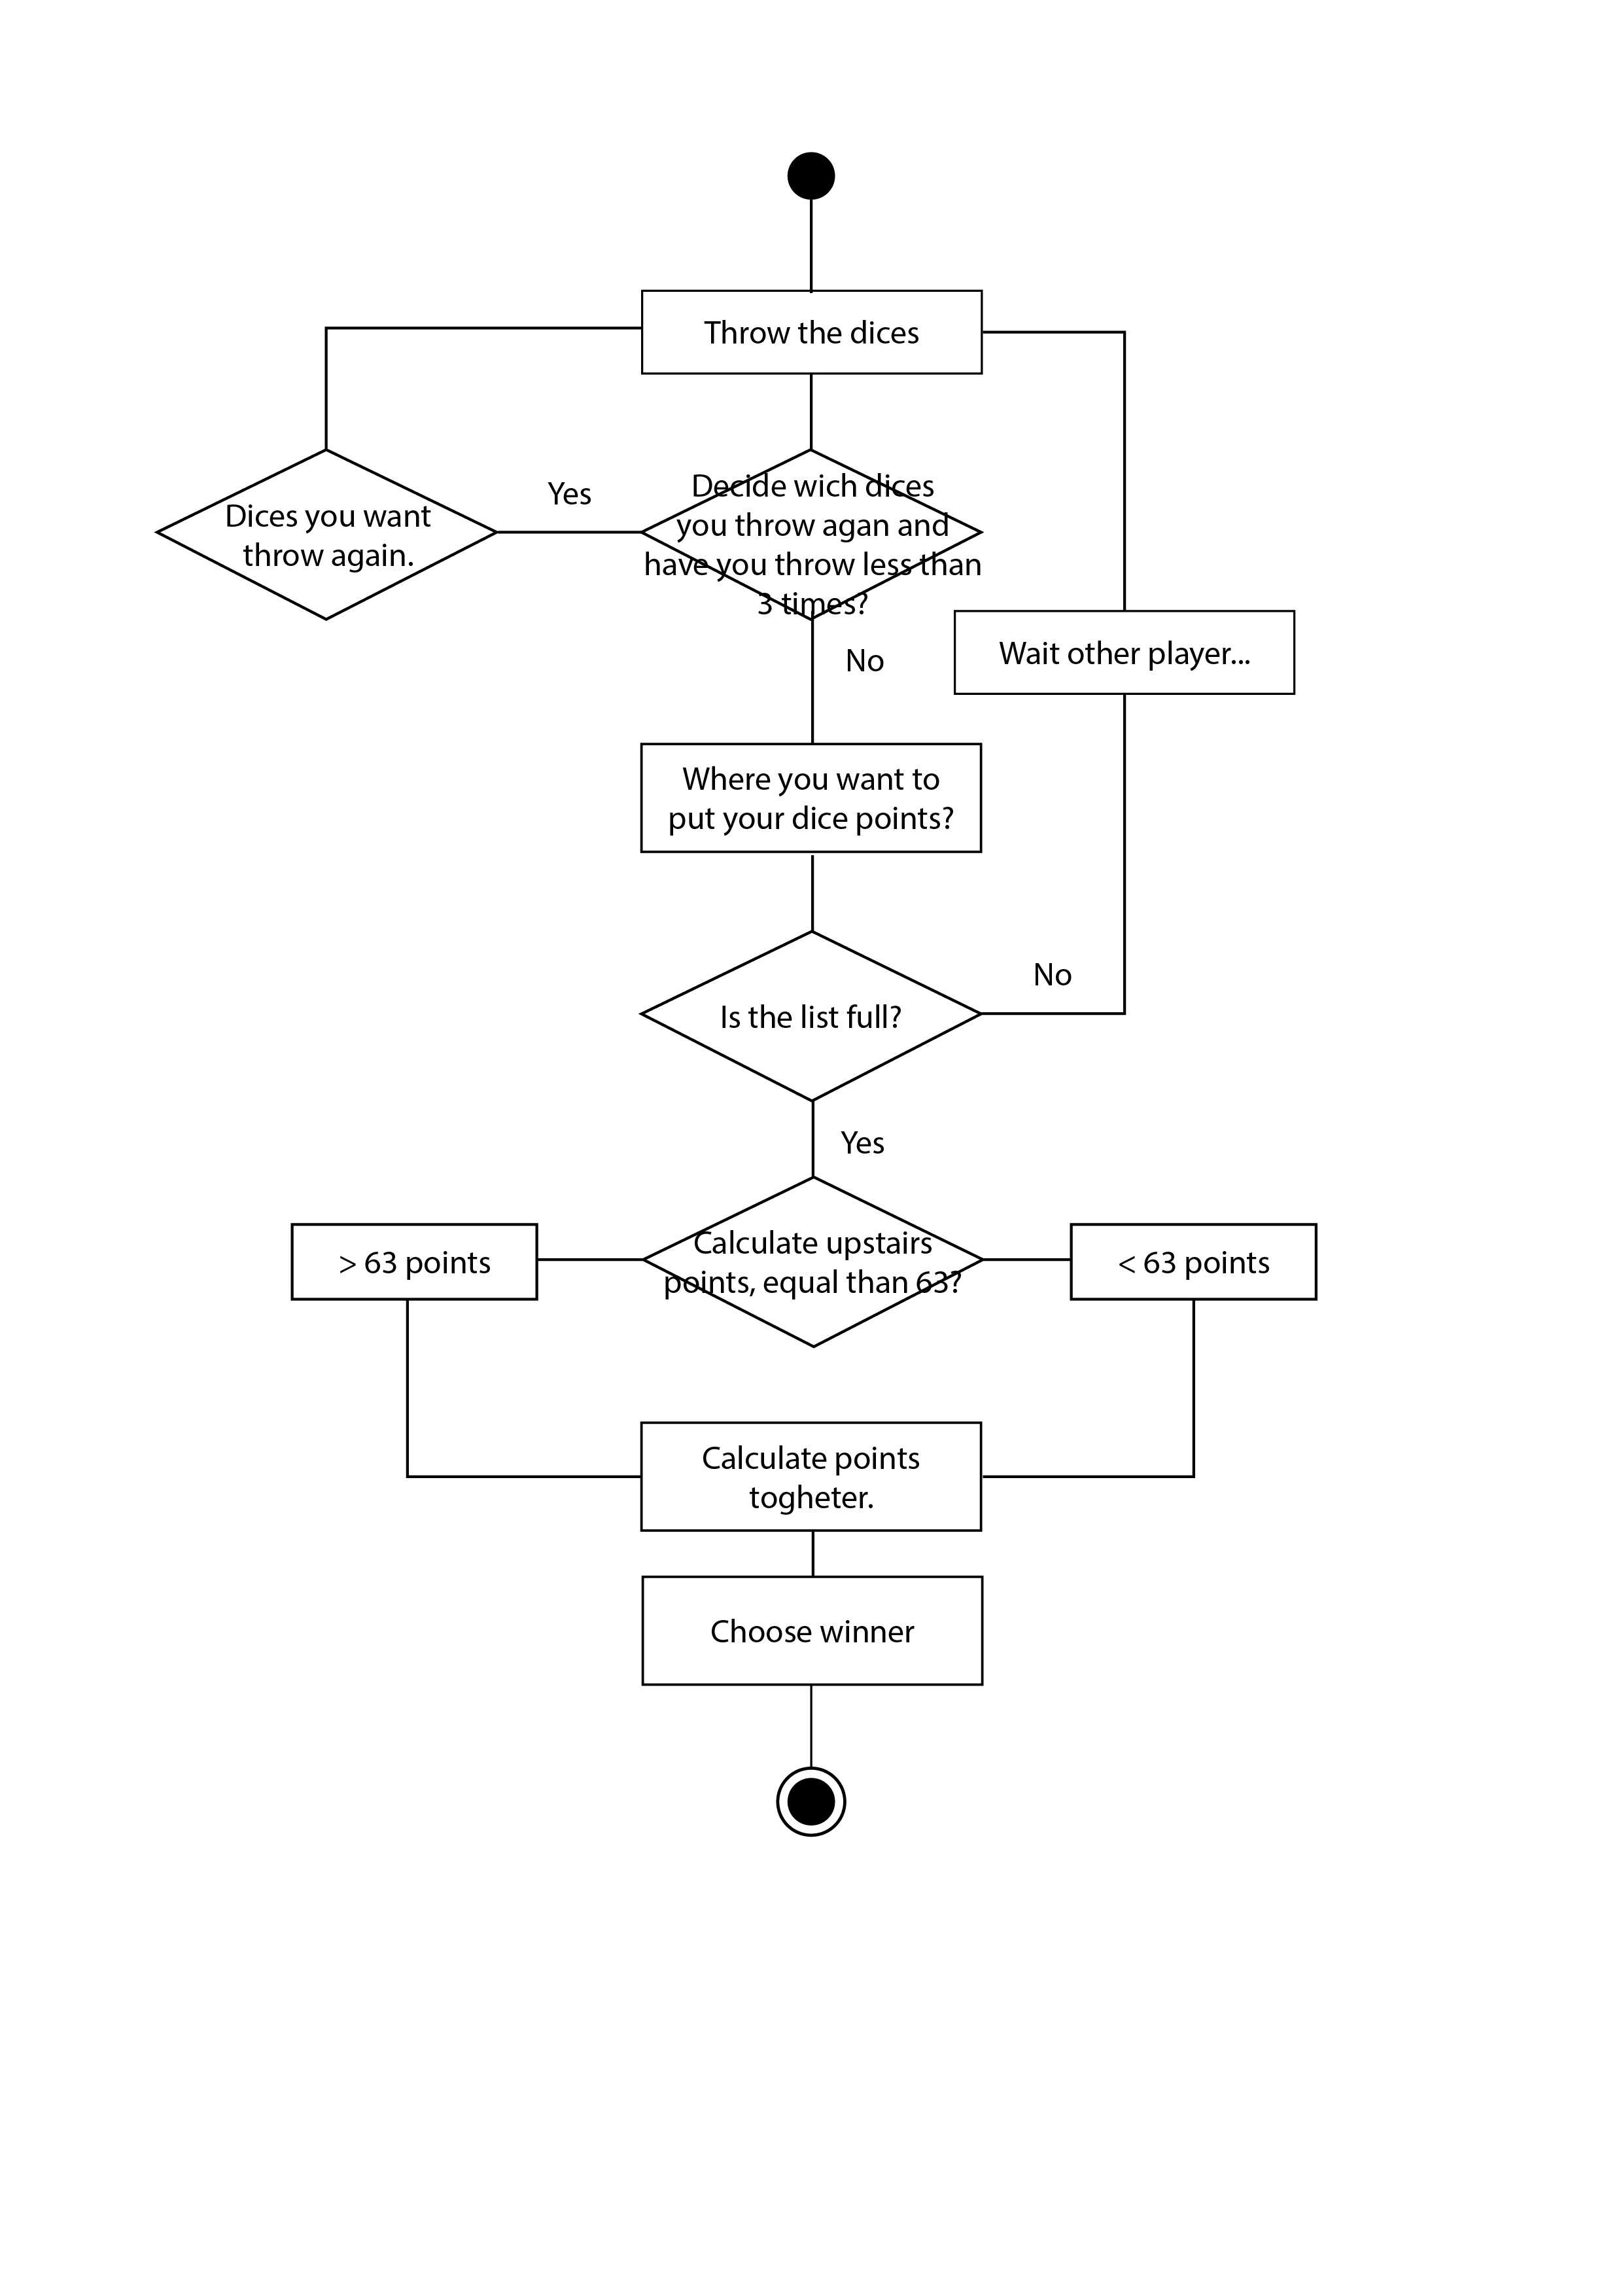 Throw the dices
Yes
Dices you want
throw again.
Decide wich dices
you throw agan and
have you throw less than
3 times?
No
Wait other player...
Where you want to
put your dice points?
No
Is the list full?
Yes
> 63 points
Calculate upstairs
points, equal than 63?
< 63 points
Calculate points
togheter.
Choose winner